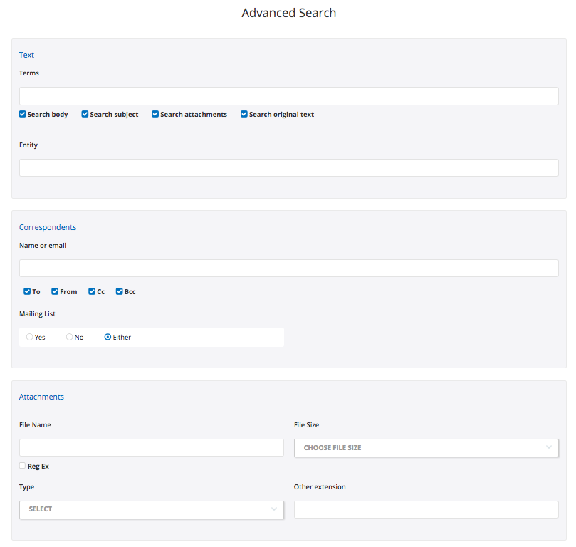 Advanced Search
Text
Terms
Search body Search subject Search attachments Search original text
Entity
Correspondents
Name or email
To From Cc Bcc
Mailing List
Yes No Either
Attachments
File Name File Size
CHOOSE FILE SIZE
Reg Ex
Type Other extension
SELECT